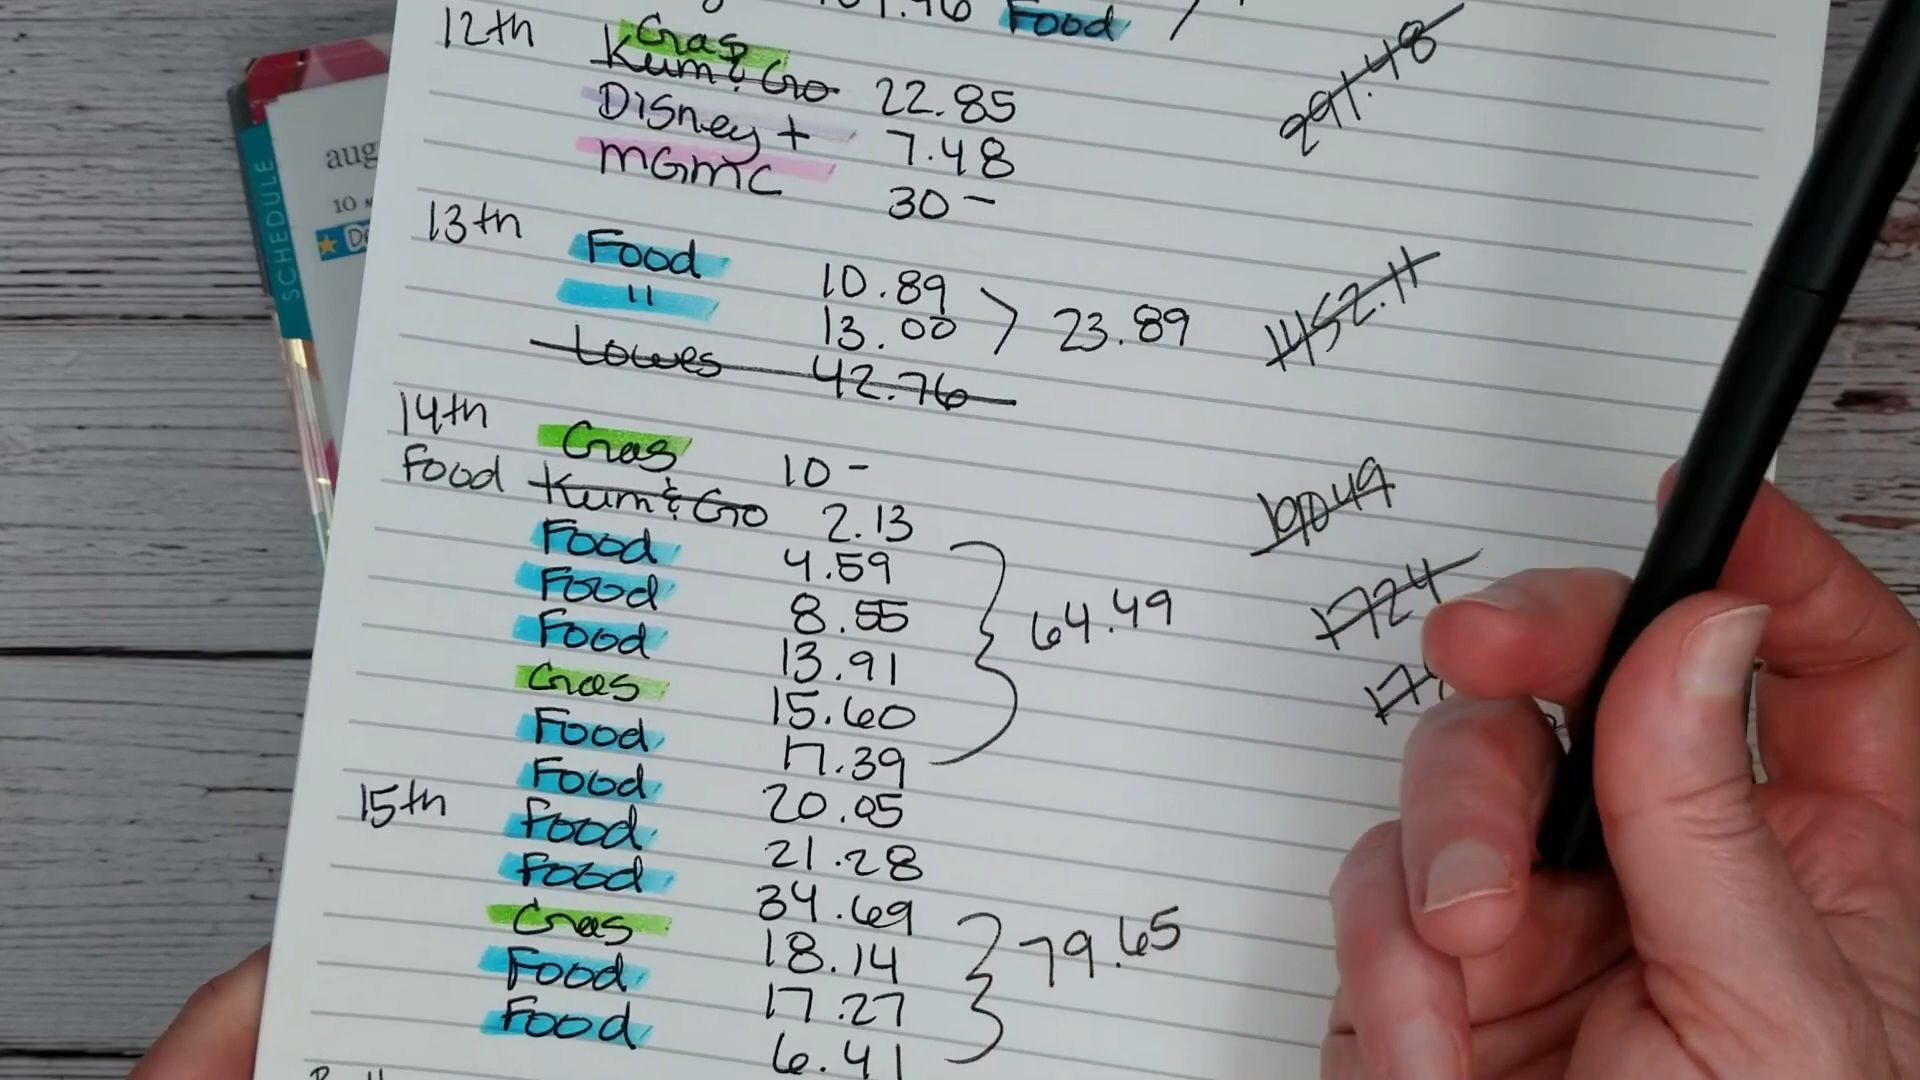 Food
12th Gas
Kum & Go 22.85
Disney + 7.48
MGMC 30 -
13th Food 10.89
" 13.00 > 23.89
Lowes 42.76
14th Gas 10 -
Food Kum & Go 2.13
Food 4.59
Food 8.55
Food 13.91
Gas 15.60
Food 17.39
64.49
Food 20.05
15th Food 21.28
Food 34.69
Gas 18.14
Food 17.27
Food 6.41
79.65
291.48
1452.11
1724
SCHEDULE
aug
10